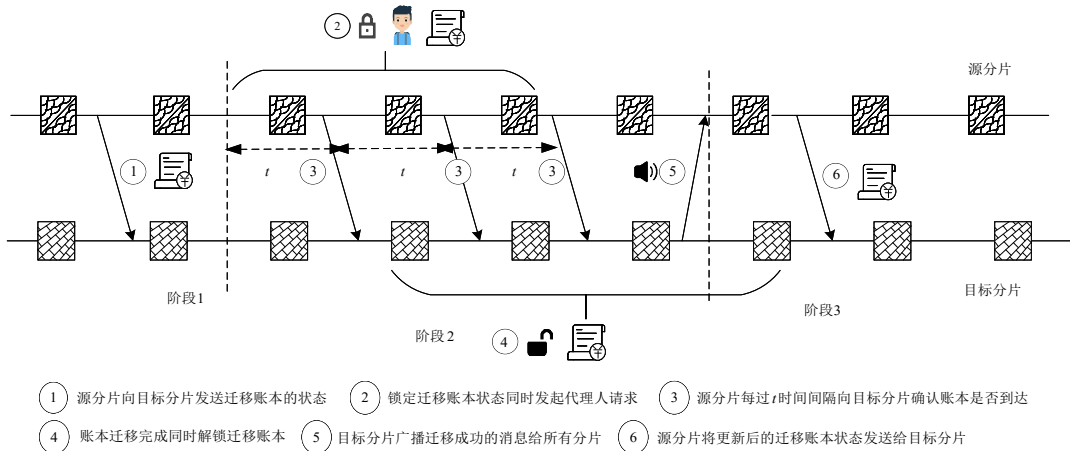 ②
源分片
① t ③ t ③ t ③ ⑤ ⑥
阶段1
目标分片
阶段3
阶段2
④
① 源分片向目标分片发送迁移账本的状态 ② 锁定迁移账本状态同时发起代理人请求 ③ 源分片每过t时间间隔向目标分片确认账本是否到达
④ 账本迁移完成同时解锁迁移账本 ⑤ 目标分片广播迁移成功的消息给所有分片 ⑥ 源分片将更新后的迁移账本状态发送给目标分片